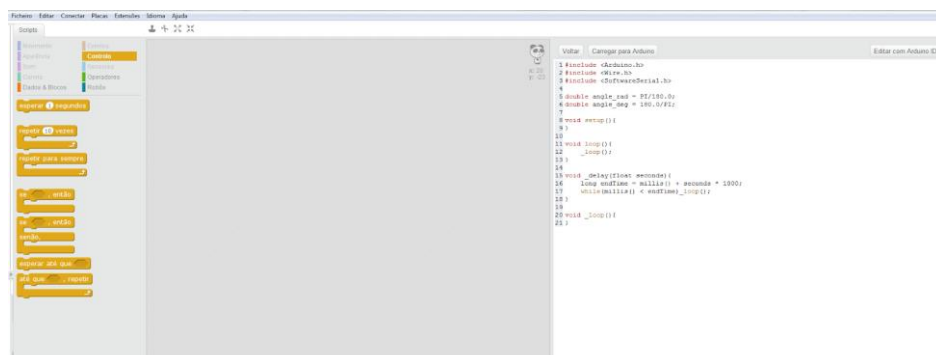 Ficheiro Editar Conectar Placas Extensões Idioma Ajuda
Scripts
Movimento Eventos
Aparência Controlo
Som Sensores
Caneta Operadores
Dados & Blocos Robôs
esperar 1 segundos
repetir 10 vezes
repetir para sempre
se , então
se , então
senão,
esperar até que
até que , repetir
Voltar Carregar para Arduino Editar com Arduino ID
1 #include <Arduino.h>
2 #include <Wire.h>
3 #include <SoftwareSerial.h>
4
5 double angle_rad = PI/180.0;
6 double angle_deg = 180.0/PI;
7
8 void setup(){
9 }
10
11 void loop(){
12 _loop();
13 }
14
15 void _delay(float seconds){
16 long endTime = millis() + seconds * 1000;
17 while(millis() < endTime)_loop();
18 }
19
20 void _loop(){
21 }